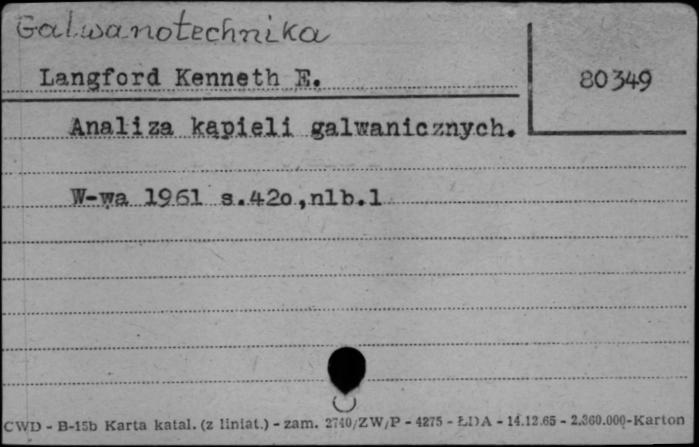 Galwanotechnika
Langford Kenneth E.
80349
Analiza kąpieli galwanicznych.
W-wa 1961 s.42o,nlb.1
CWD - B-15b Karta katal. (z liniat.) - zam. 2740/ZW/P - 4275 - ŁDA - 14.12.65 - 2.360.000-Karton